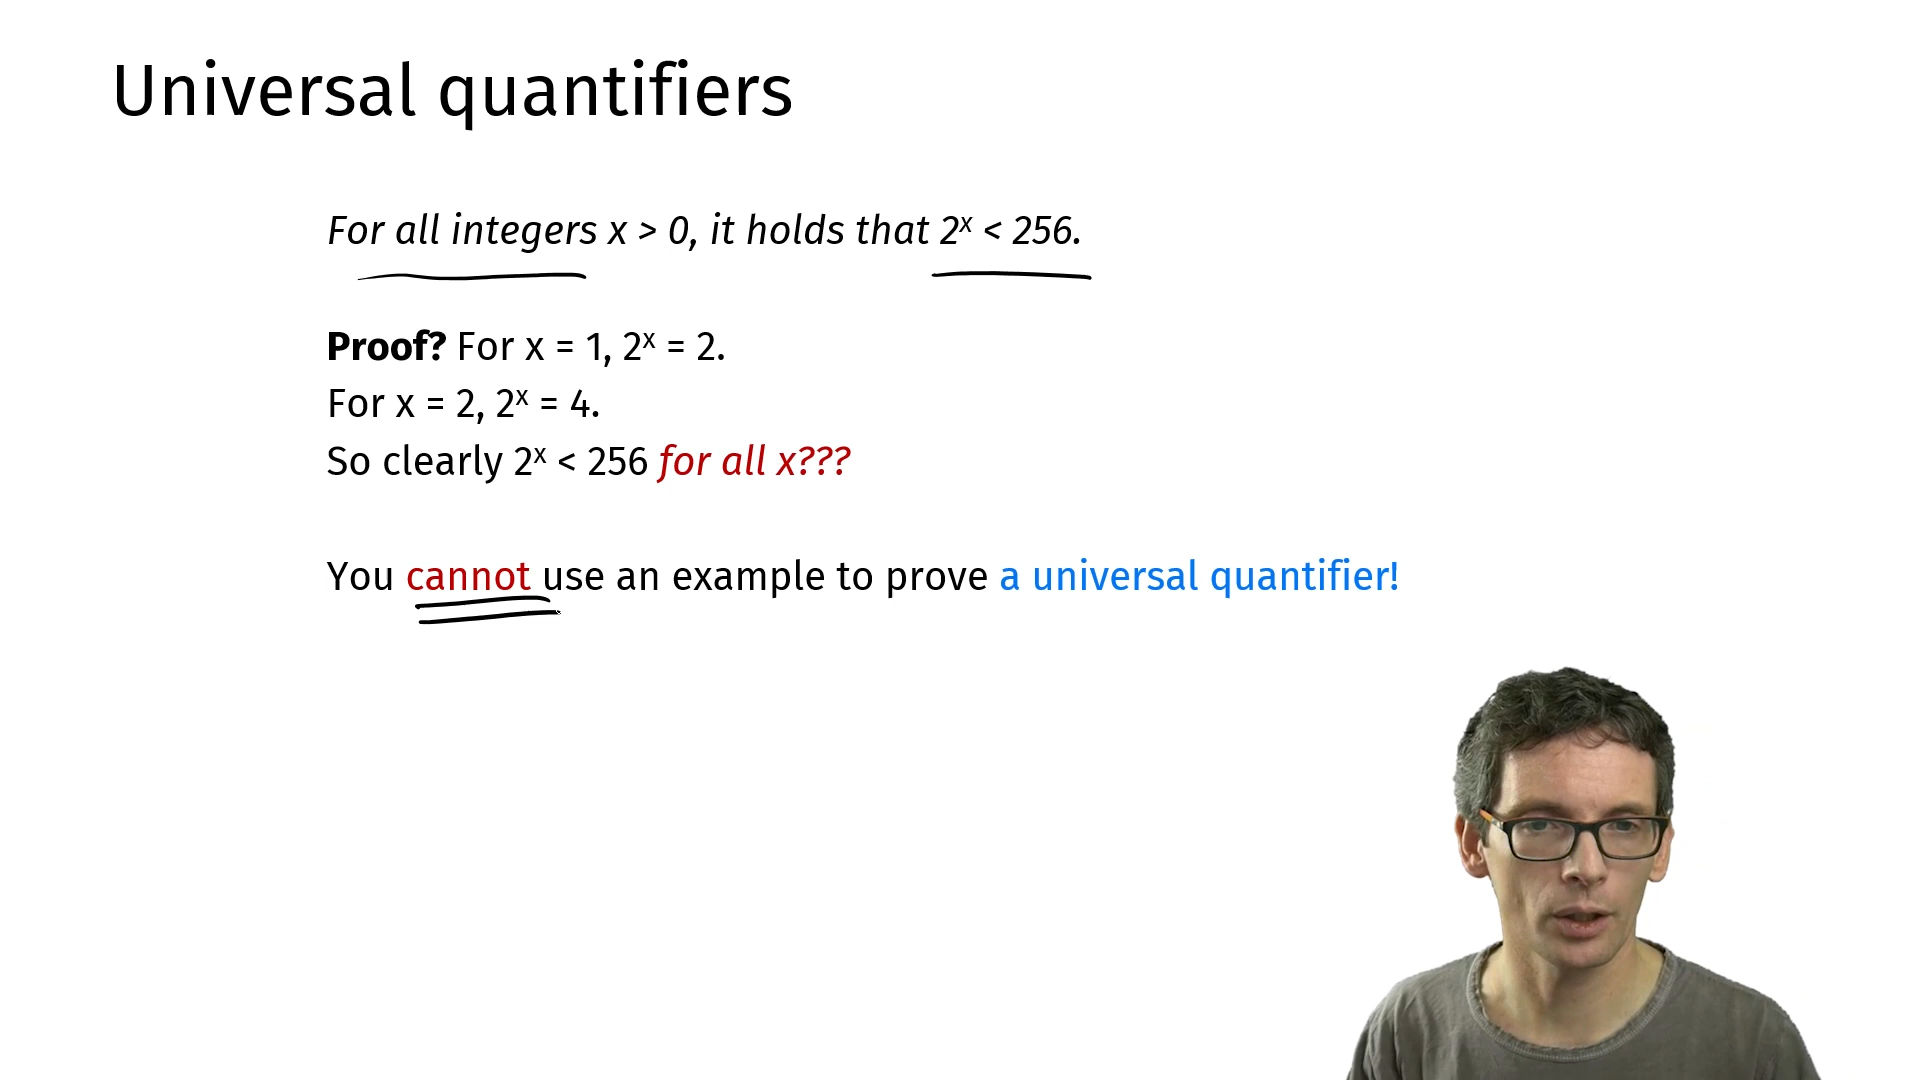 Universal quantifiers
For all integers x > 0, it holds that 2ˣ < 256.
Proof? For x = 1, 2ˣ = 2.
For x = 2, 2ˣ = 4.
So clearly 2ˣ < 256 for all x???
You cannot use an example to prove a universal quantifier!